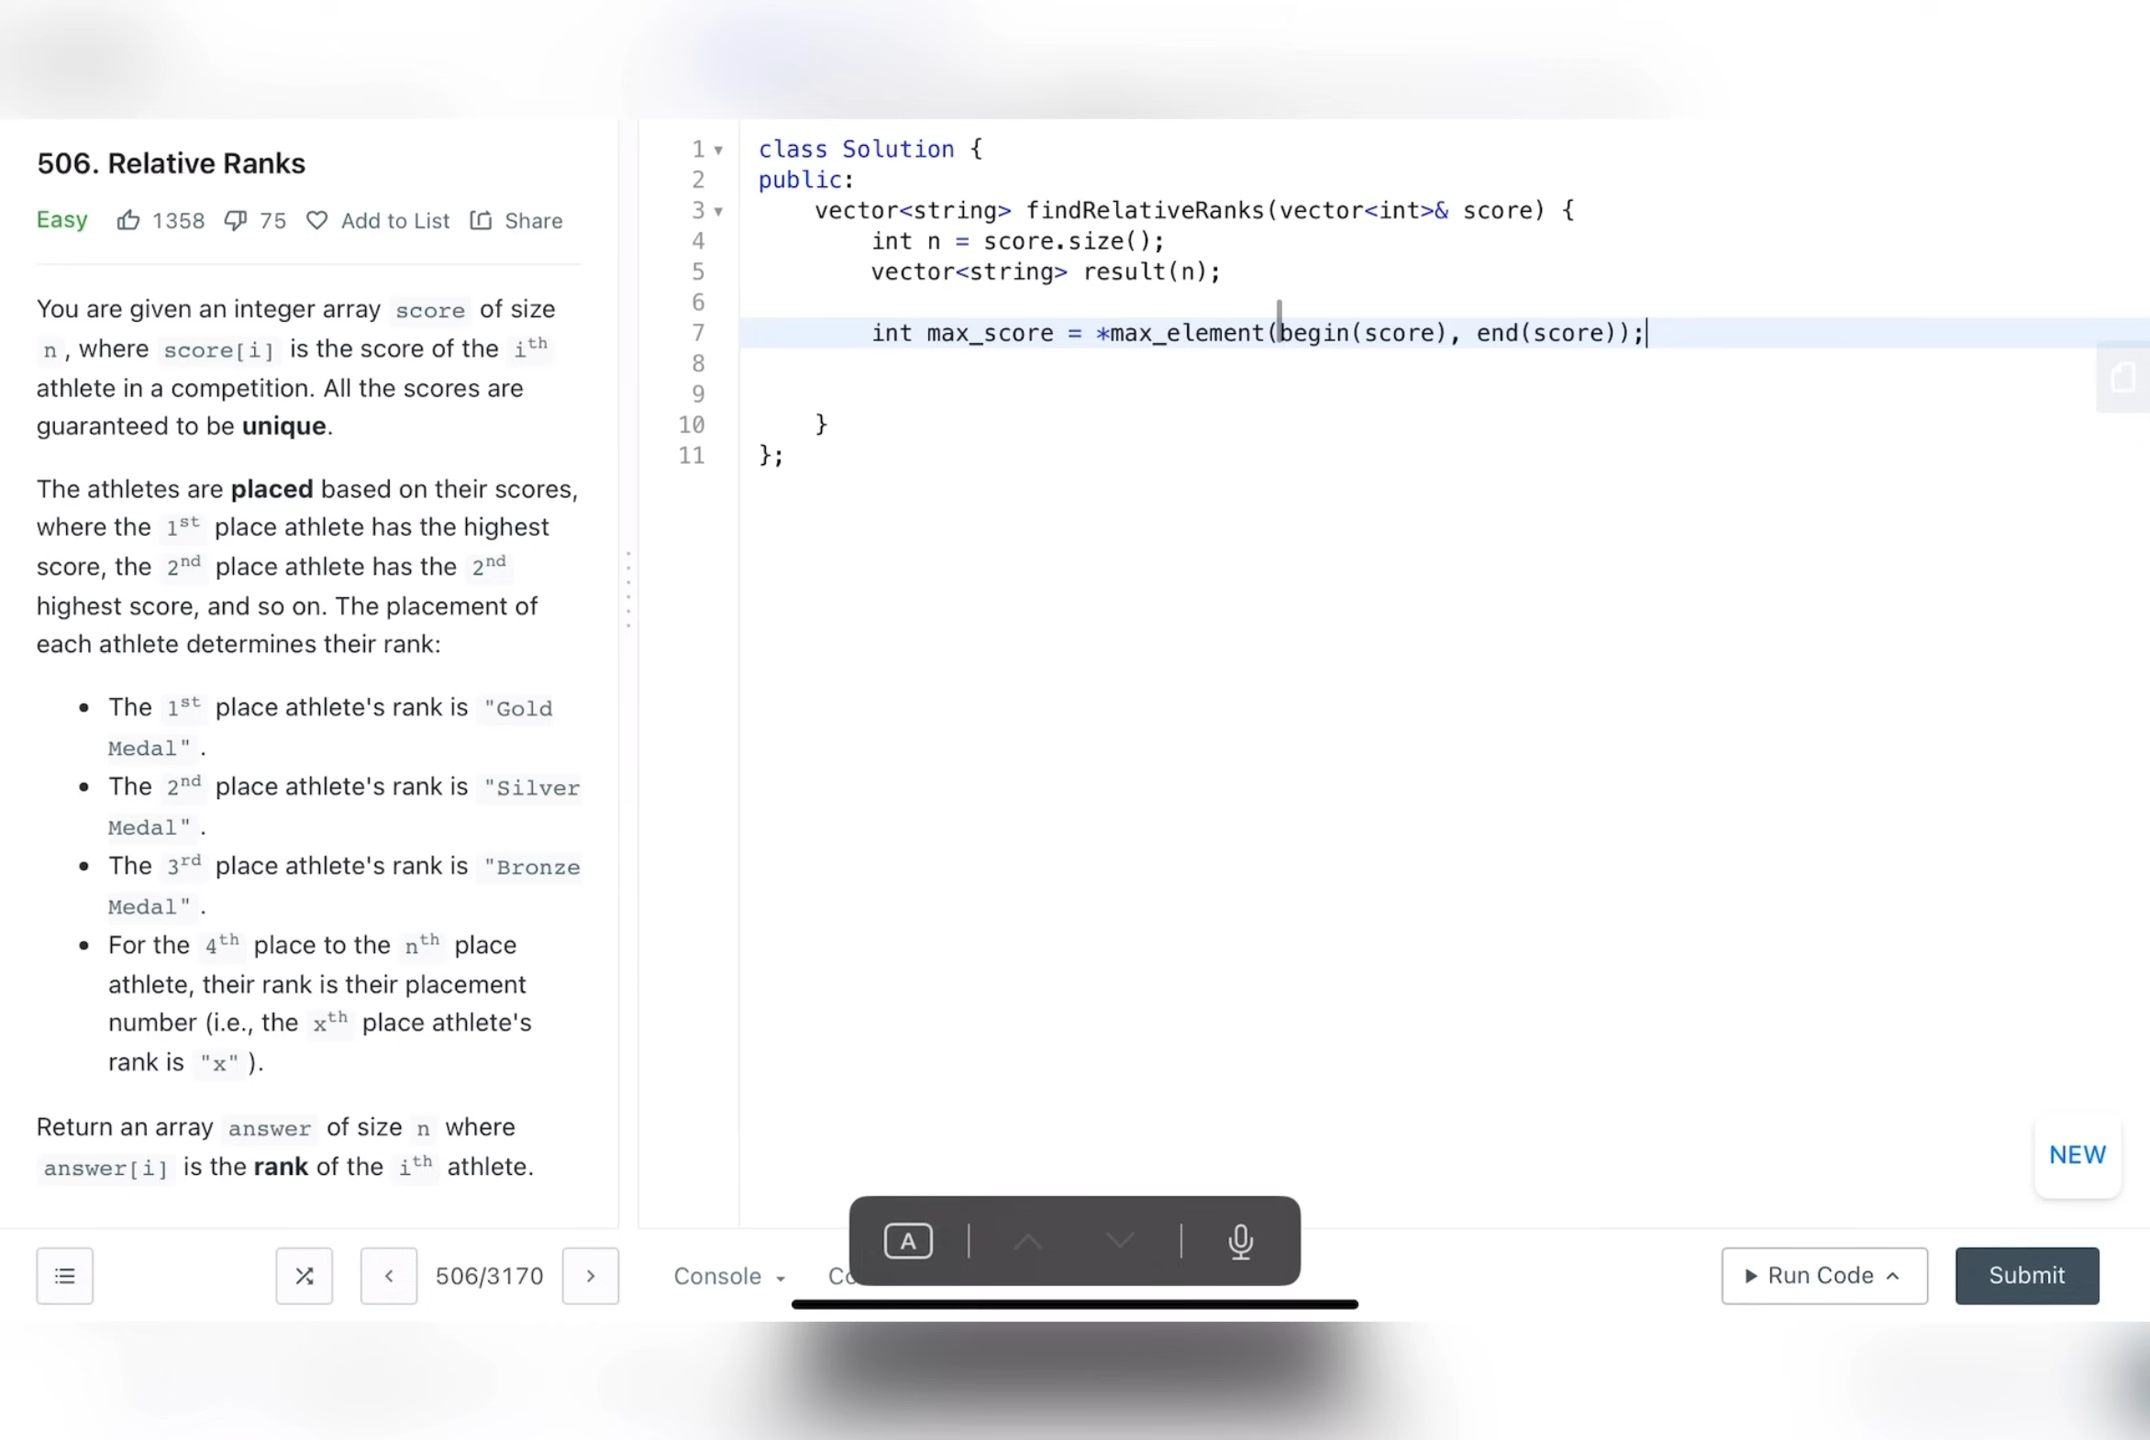 506. Relative Ranks
Easy 1358 75 Add to List Share
You are given an integer array score of size
n , where score[i] is the score of the ith
athlete in a competition. All the scores are
guaranteed to be unique.
The athletes are placed based on their scores,
where the 1st place athlete has the highest
score, the 2nd place athlete has the 2nd
highest score, and so on. The placement of
each athlete determines their rank:
• The 1st place athlete's rank is "Gold
Medal" .
• The 2nd place athlete's rank is "Silver
Medal" .
• The 3rd place athlete's rank is "Bronze
Medal" .
• For the 4th place to the nth place
athlete, their rank is their placement
number (i.e., the xth place athlete's
rank is "x" ).
Return an array answer of size n where
answer[i] is the rank of the ith athlete.
506/3170
1 class Solution {
2 public:
3 vector<string> findRelativeRanks(vector<int>& score) {
4 int n = score.size();
5 vector<string> result(n);
6
7 int max_score = *max_element(begin(score), end(score));
8
9
10 }
11 };
NEW
A
Console Co
Run Code
Submit